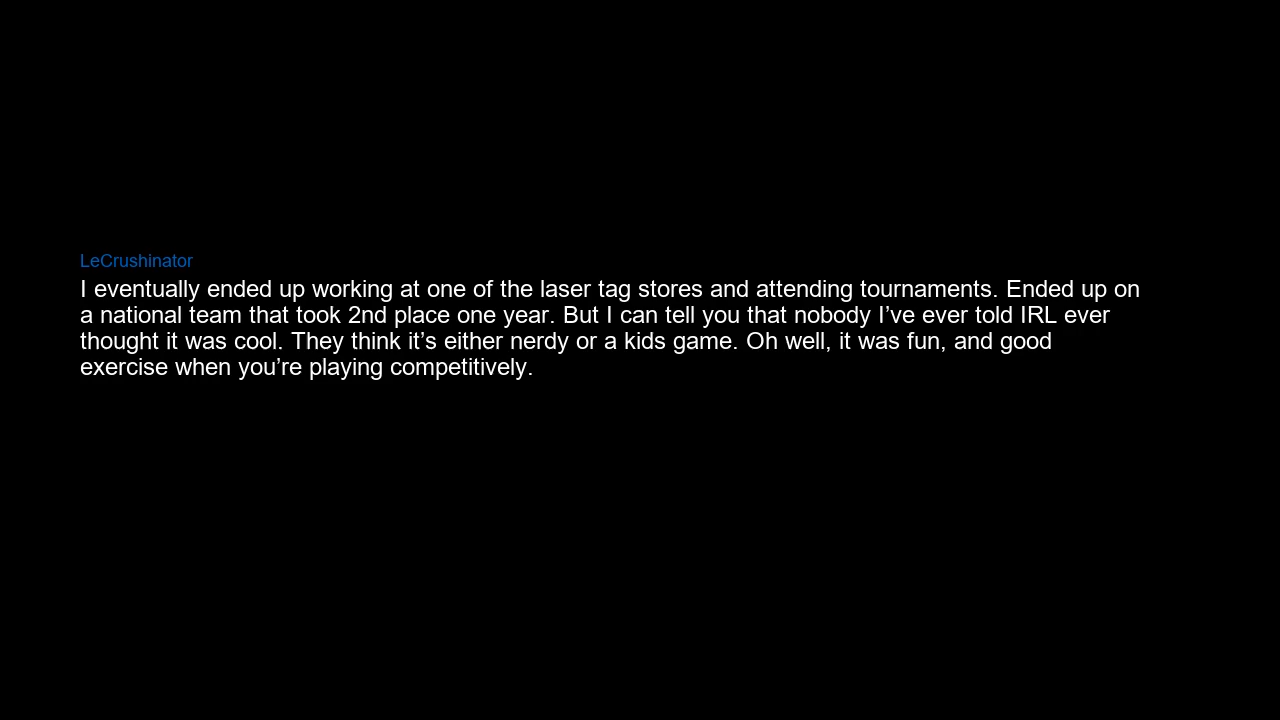 LeCrushinator
I eventually ended up working at one of the laser tag stores and attending tournaments. Ended up on
a national team that took 2nd place one year. But I can tell you that nobody I’ve ever told IRL ever
thought it was cool. They think it’s either nerdy or a kids game. Oh well, it was fun, and good
exercise when you’re playing competitively.